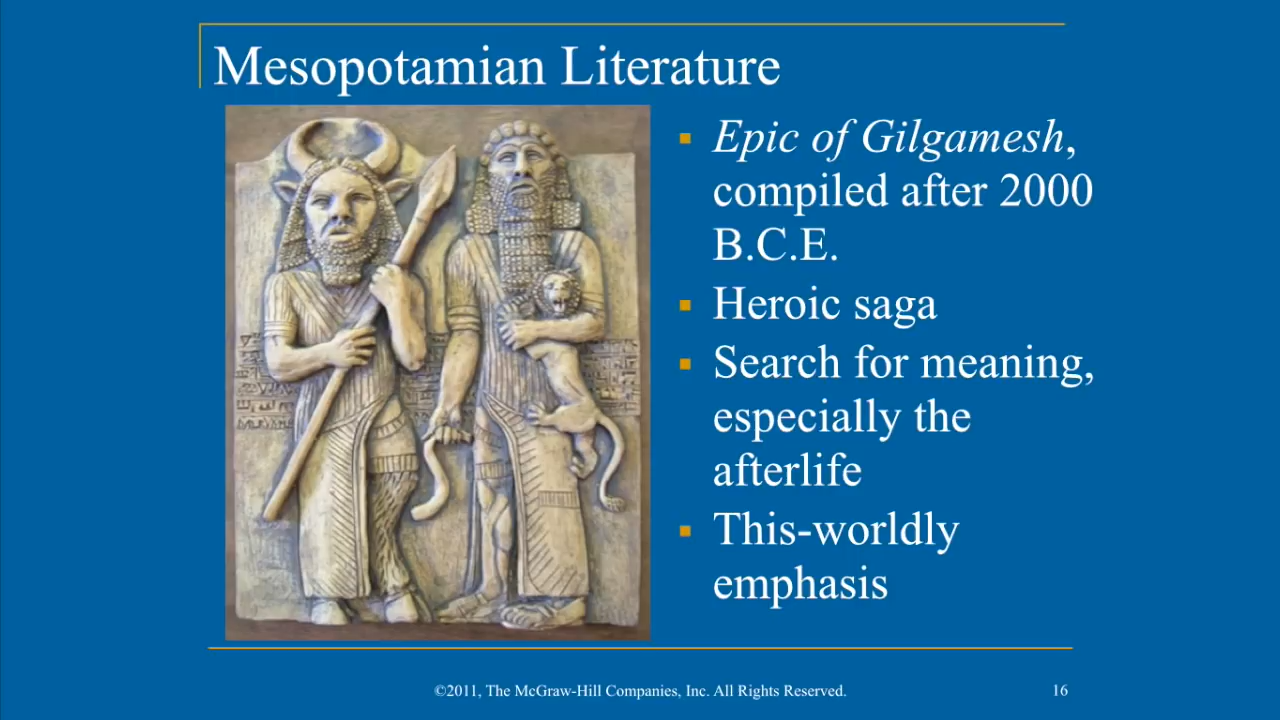 Mesopotamian Literature
Epic of Gilgamesh,
compiled after 2000
B.C.E.
Heroic saga
Search for meaning,
especially the
afterlife
This-worldly
emphasis
©2011, The McGraw-Hill Companies, Inc. All Rights Reserved.
16